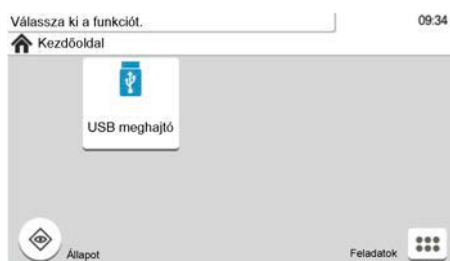 Válassza ki a funkciót.
09:34
Kezdőoldal
USB meghajtó
Állapot
Feladatok